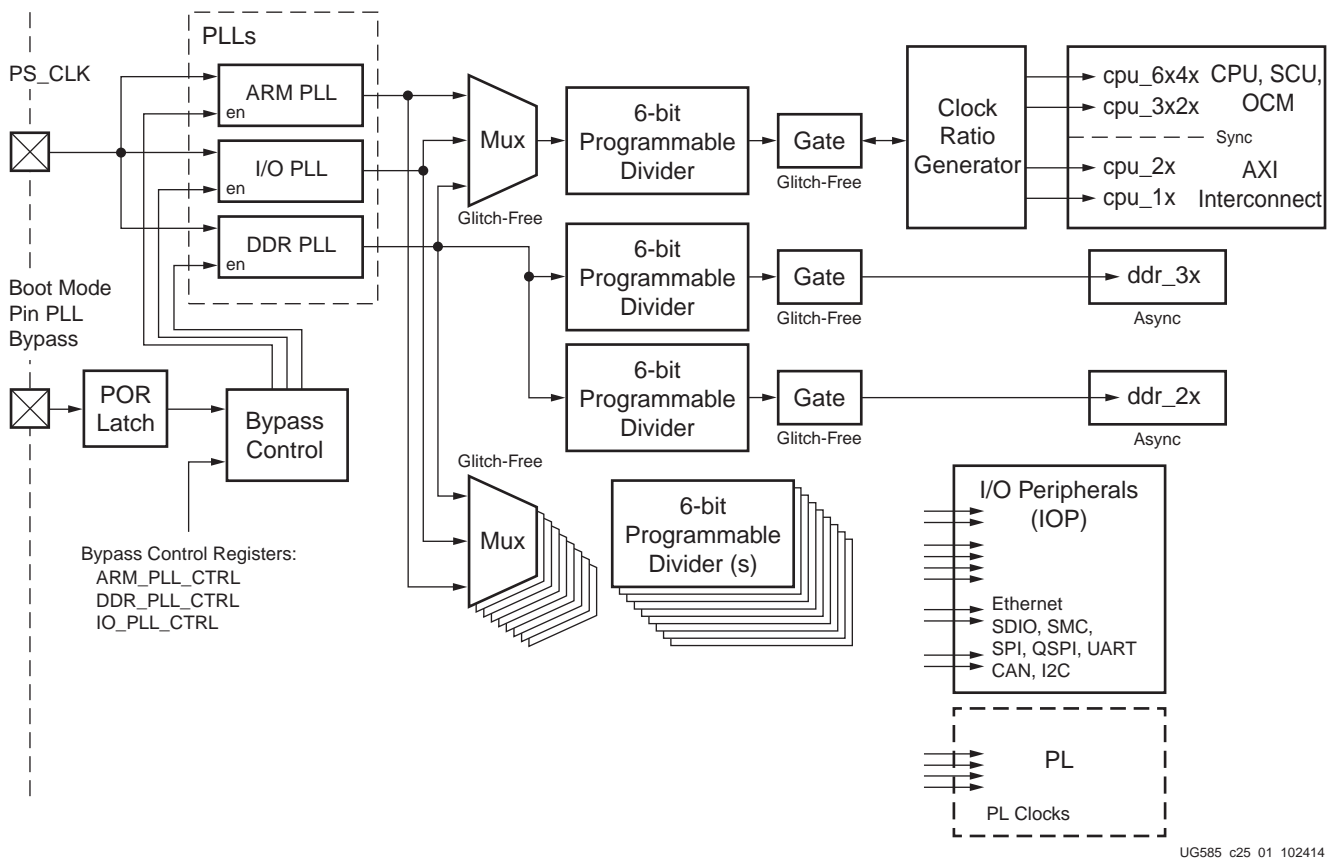 PLLs
PS_CLK
ARM PLL
en
I/O PLL
en
DDR PLL
en
Mux
Glitch-Free
6-bit
Programmable
Divider
Gate
Glitch-Free
Clock
Ratio
Generator
cpu_6x4x
cpu_3x2x
CPU, SCU,
OCM
Sync
cpu_2x
cpu_1x
AXI
Interconnect
6-bit
Programmable
Divider
Gate
Glitch-Free
ddr_3x
Async
Boot Mode
Pin PLL
Bypass
POR
Latch
Bypass
Control
6-bit
Programmable
Divider
Gate
Glitch-Free
ddr_2x
Async
Bypass Control Registers:
ARM_PLL_CTRL
DDR_PLL_CTRL
IO_PLL_CTRL
Glitch-Free
Mux
6-bit
Programmable
Divider (s)
I/O Peripherals
(IOP)
Ethernet
SDIO, SMC,
SPI, QSPI, UART
CAN, I2C
PL
PL Clocks
UG585_c25_01_102414